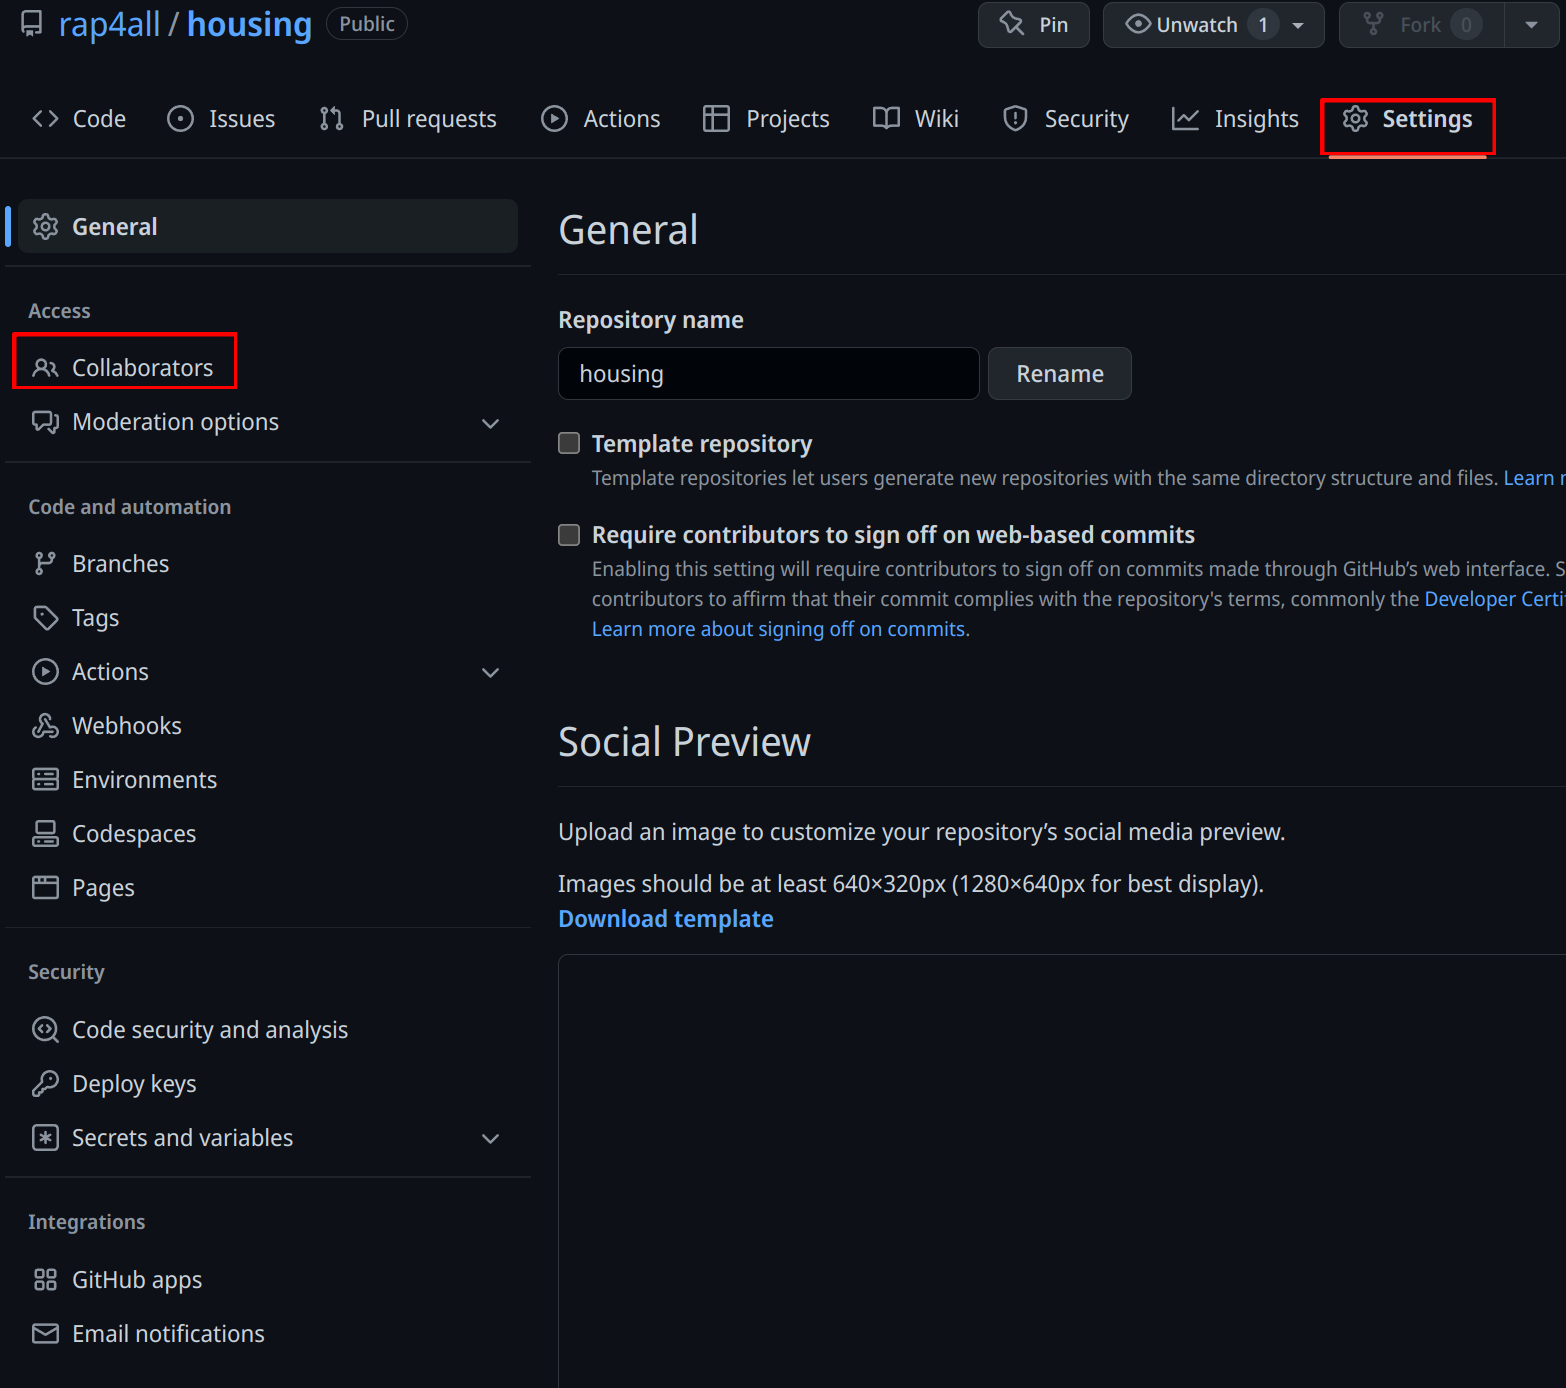 rap4all / housing Public
Pin Unwatch 1 Fork 0
Code Issues Pull requests Actions Projects Wiki Security Insights Settings
General
Access
Collaborators
Moderation options
Code and automation
Branches
Tags
Actions
Webhooks
Environments
Codespaces
Pages
Security
Code security and analysis
Deploy keys
Secrets and variables
Integrations
GitHub apps
Email notifications
General
Repository name
housing Rename
Template repository
Template repositories let users generate new repositories with the same directory structure and files. Learn
Require contributors to sign off on web-based commits
Enabling this setting will require contributors to sign off on commits made through GitHub’s web interface.
contributors to affirm that their commit complies with the repository's terms, commonly the Developer
Learn more about signing off on commits.
Social Preview
Upload an image to customize your repository’s social media preview.
Images should be at least 640×320px (1280×640px for best display).
Download template